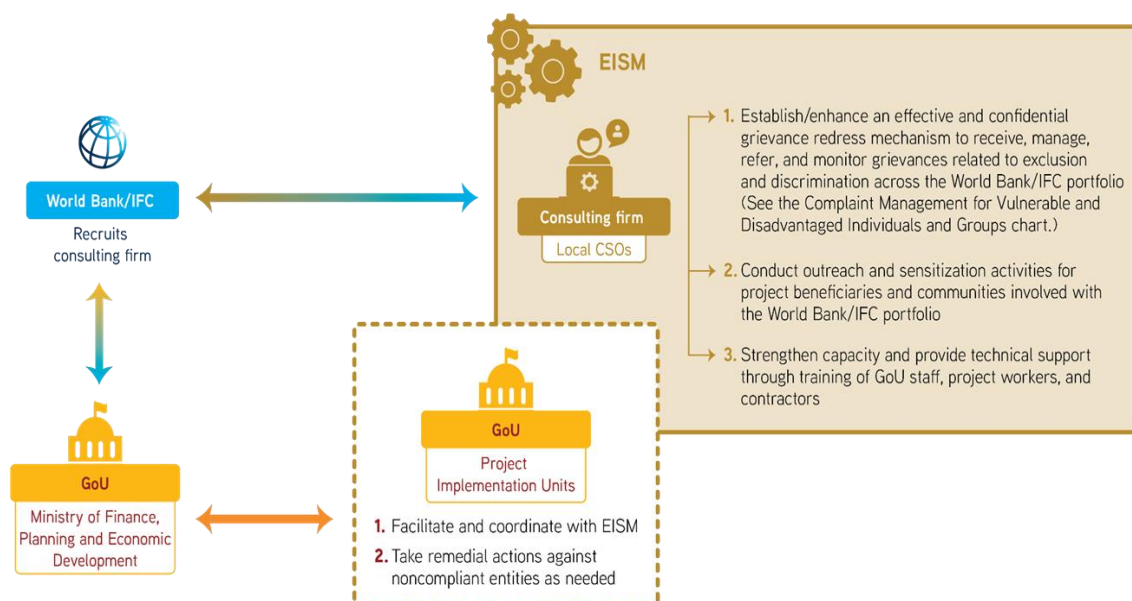 EISM
1. Establish/enhance an effective and confidential
grievance redress mechanism to receive, manage,
refer, and monitor grievances related to exclusion
and discrimination across the World Bank/IFC portfolio
(See the Complaint Management for Vulnerable and
Disadvantaged Individuals and Groups chart.)
Consulting firm
Local CSOs
2. Conduct outreach and sensitization activities for
project beneficiaries and communities involved with
the World Bank/IFC portfolio
3. Strengthen capacity and provide technical support
through training of GoU staff, project workers, and
contractors
World Bank/IFC
Recruits
consulting firm
GoU
Ministry of Finance,
Planning and Economic
Development
GoU
Project
Implementation Units
1. Facilitate and coordinate with EISM
2. Take remedial actions against
noncompliant entities as needed